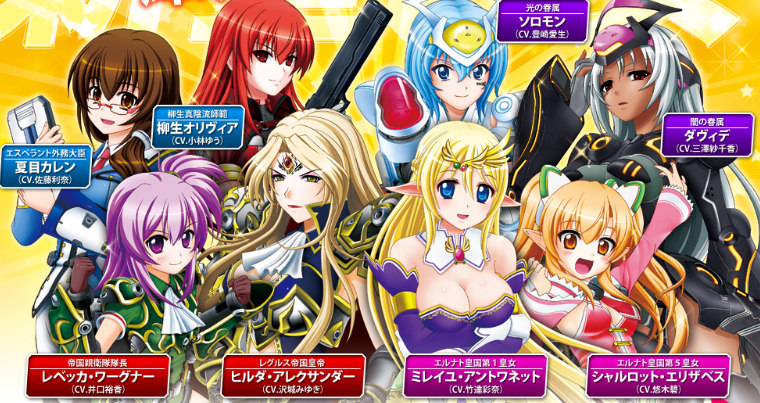 光の眷属
ソロモン
(CV.豊崎愛生)
柳生真陰流師範
柳生オリヴィア
(CV.小林ゆう)
闇の眷属
ダヴィデ
(CV.三澤紗千香)
エスペラント外務大臣
夏目カレン
(CV.佐藤利奈)
帝国親衛隊隊長
レベッカ・ワーグナー
(CV.井口裕香)
レグルス帝国皇帝
ヒルダ・アレクサンダー
(CV.沢城みゆき)
エルナト皇国第1皇女
ミレイユ・アントワネット
(CV.竹達彩奈)
エルナト皇国第5皇女
シャルロット・エリザベス
(CV.悠木碧)